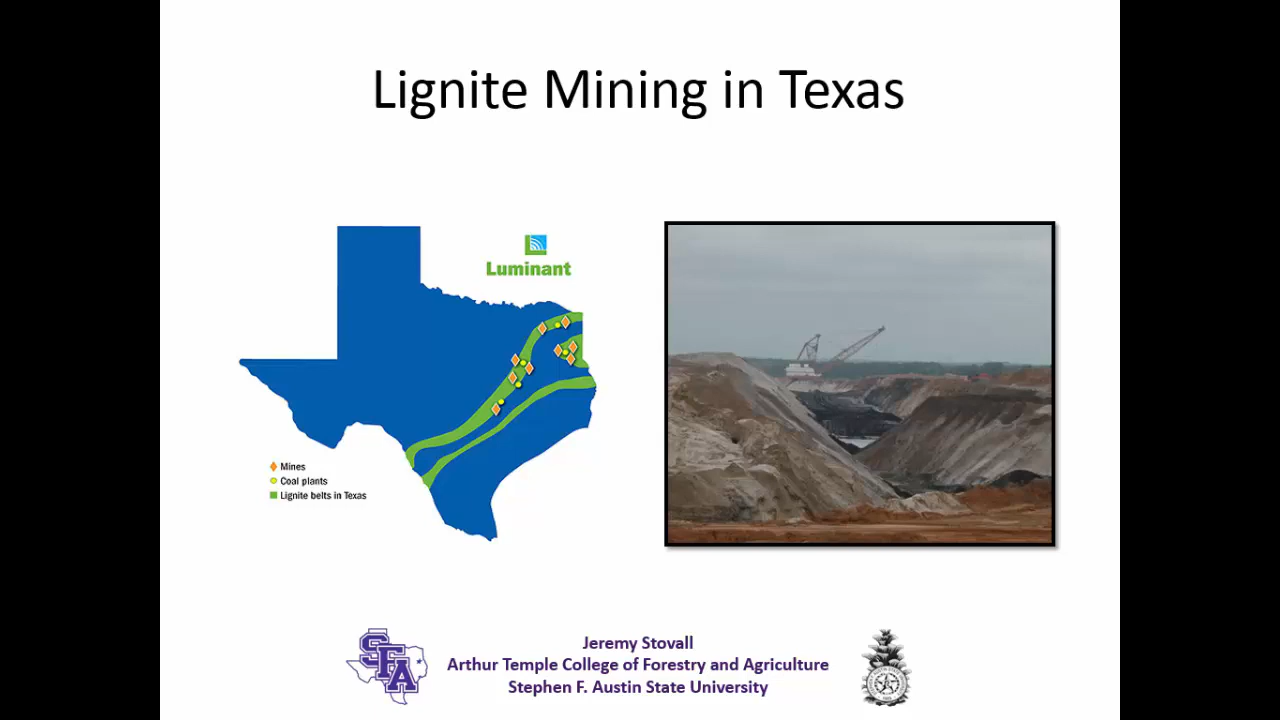 Lignite Mining in Texas
Luminant
Mines
Coal plants
Lignite belts in Texas
SFA
Jeremy Stovall
Arthur Temple College of Forestry and Agriculture
Stephen F. Austin State University